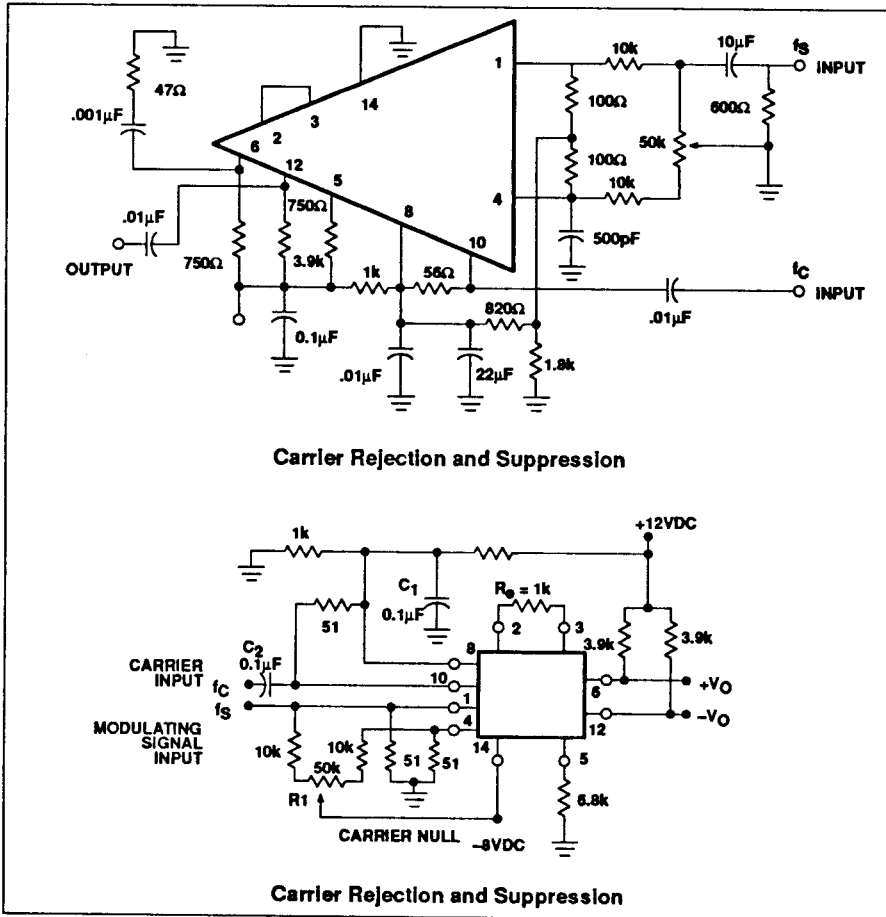 fS
INPUT
10µF
10k
1
600Ω
100Ω
50k
100Ω
10k
4
500pF
47Ω
.001µF
14
3
2
6
12
5
8
10
750Ω
.01µF
OUTPUT
750Ω
3.9k
1k
56Ω
fC
INPUT
.01µF
820Ω
0.1µF
.01µF
22µF
1.8k
Carrier Rejection and Suppression
+12VDC
1k
C1
0.1µF
Re = 1k
51
2
3
3.9k
3.9k
C2
0.1µF
8
CARRIER
INPUT
fC
10
6
+VO
fS
1
MODULATING
SIGNAL
INPUT
4
12
–VO
10k
10k
14
5
50k
51
51
R1
6.8k
CARRIER NULL
–8VDC
Carrier Rejection and Suppression